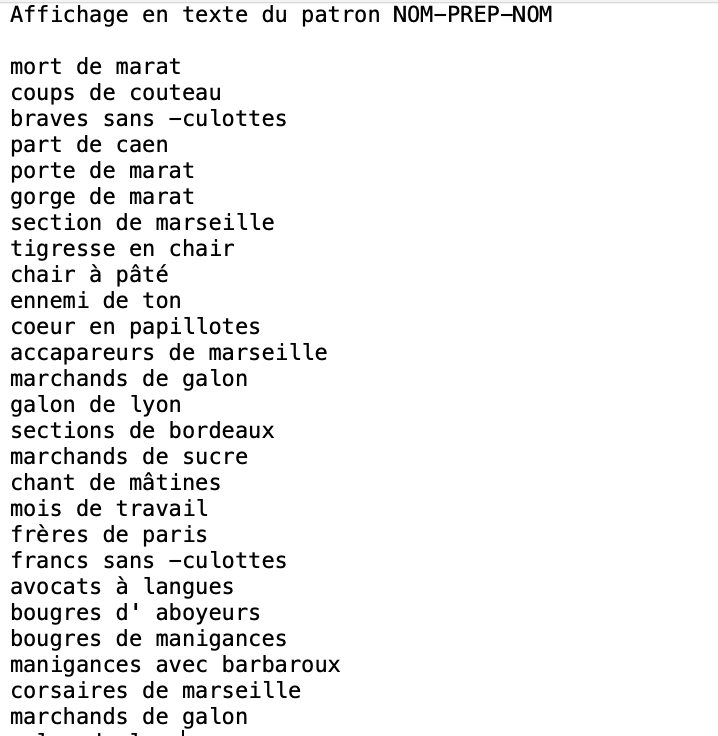 Affichage en texte du patron NOM-PREP-NOM
mort de marat
coups de couteau
braves sans -culottes
part de caen
porte de marat
gorge de marat
section de marseille
tigresse en chair
chair à pâté
ennemi de ton
coeur en papillotes
accapareurs de marseille
marchands de galon
galon de lyon
sections de bordeaux
marchands de sucre
chant de mâtines
mois de travail
frères de paris
francs sans -culottes
avocats à langues
bougres d' aboyeurs
bougres de manigances
manigances avec barbaroux
corsaires de marseille
marchands de galon